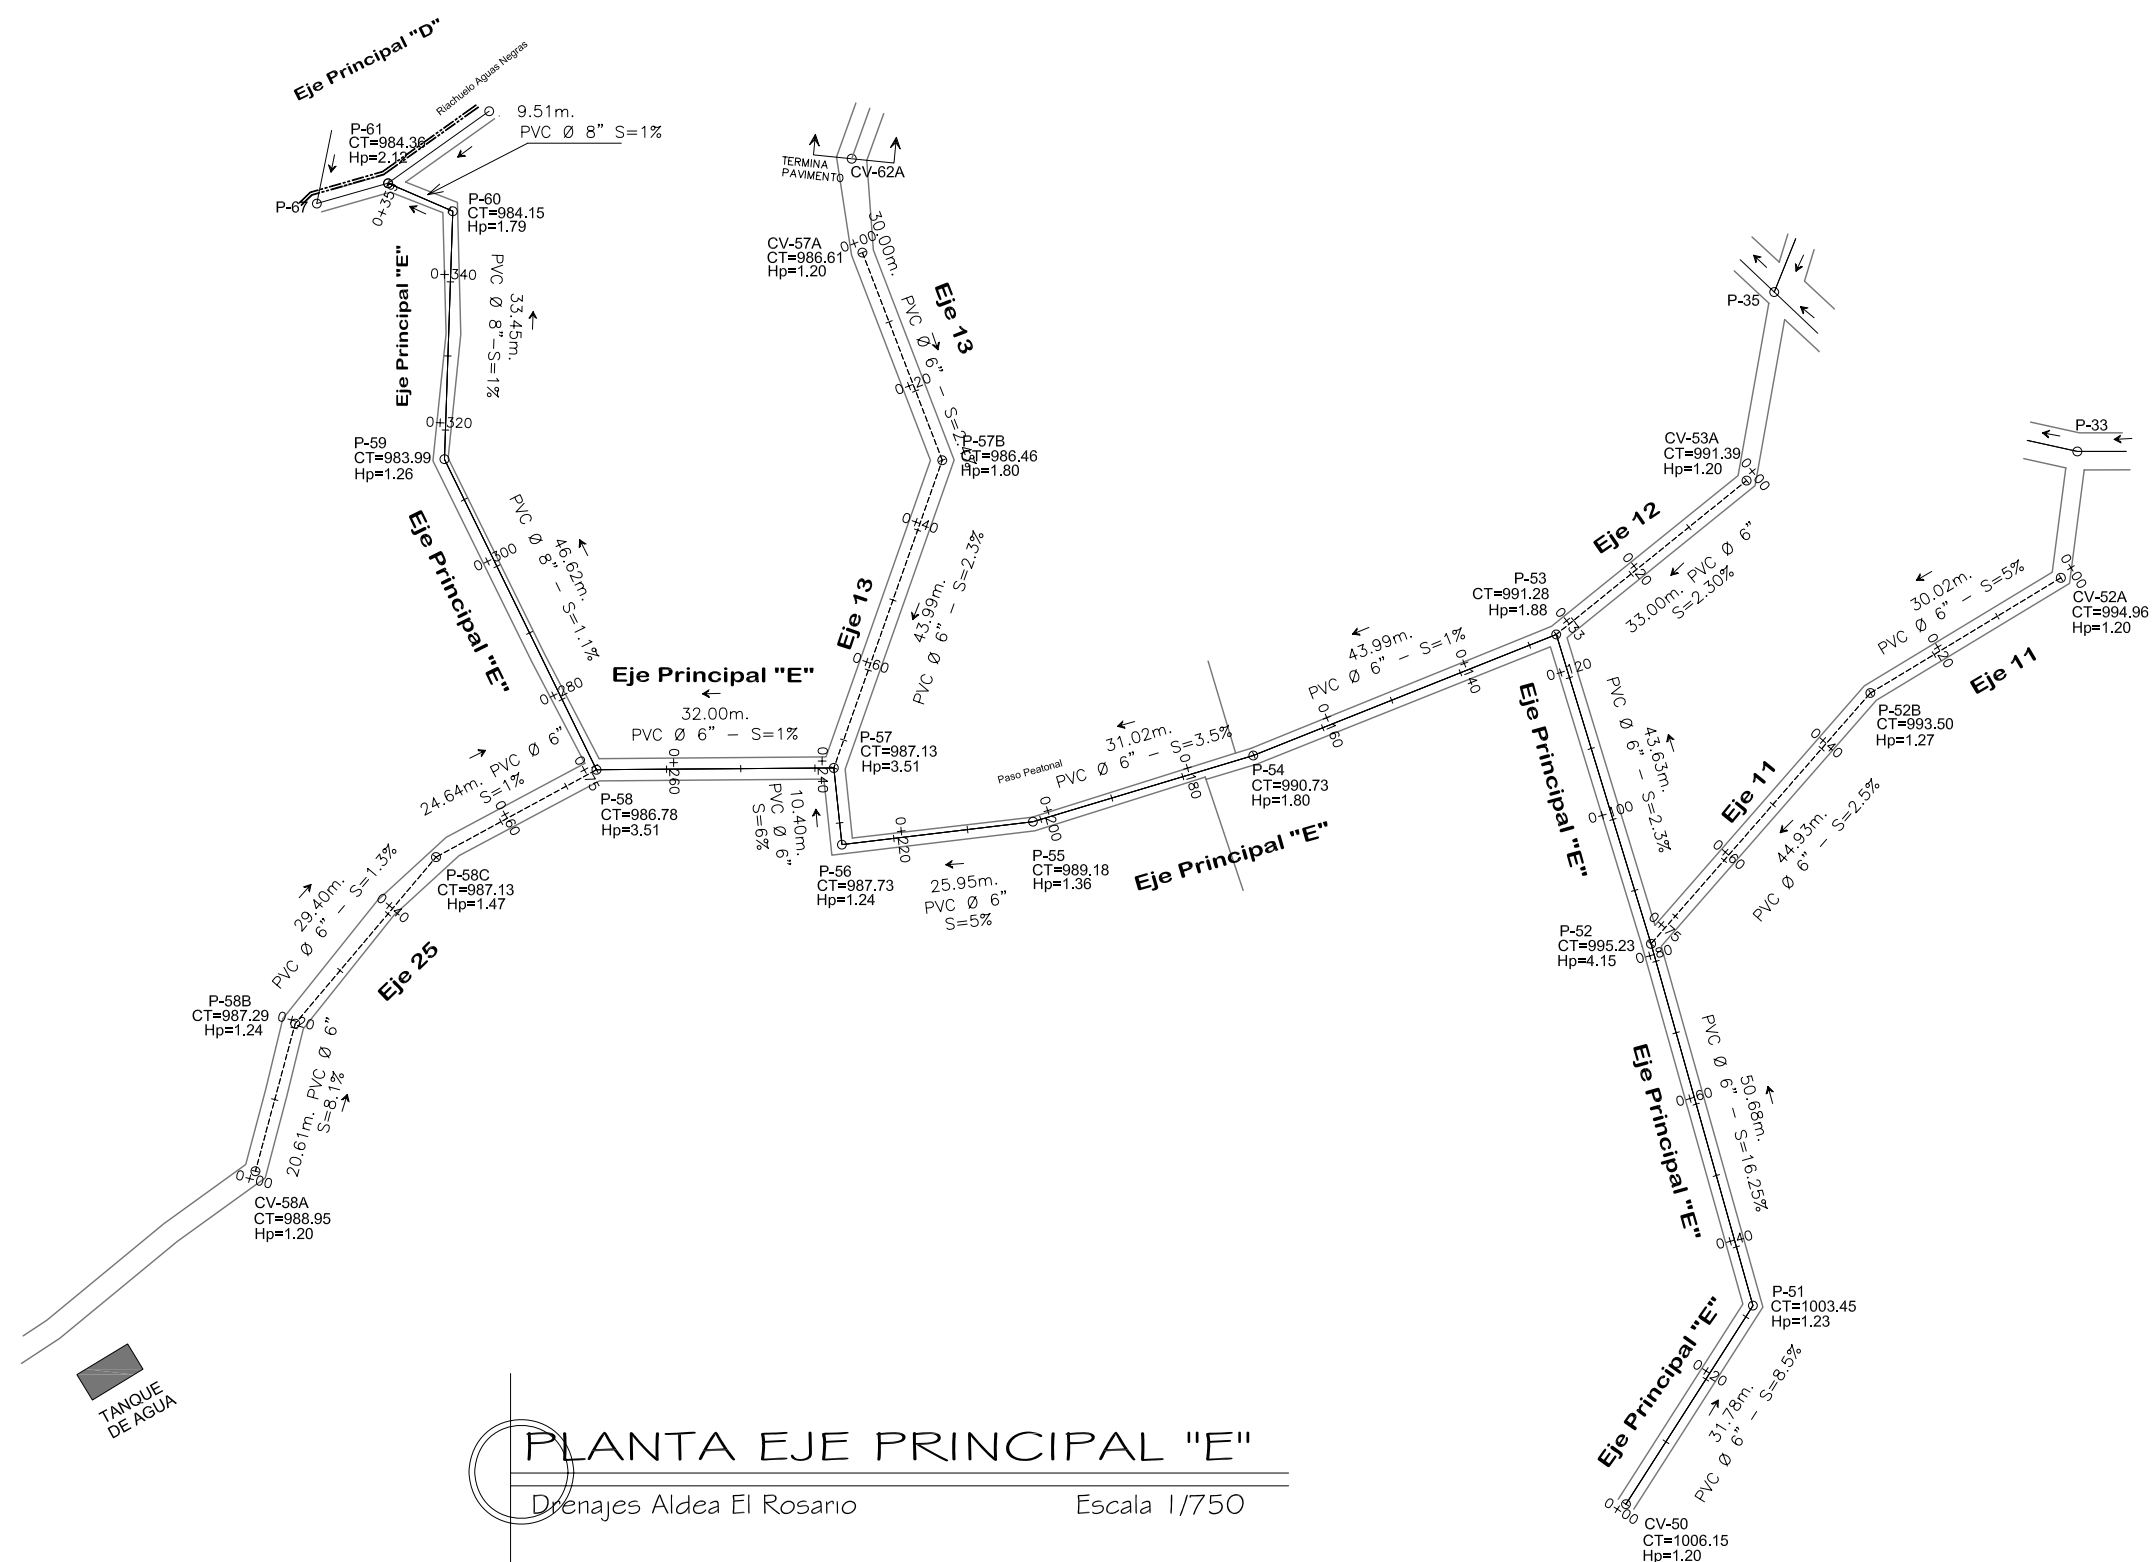 Eje Principal "D"
Riachuelo Aguas Negras
9.51m.
PVC Ø 8" S=1%
P-61
CT=984.36
Hp=2.12
P-67
0+359
P-60
CT=984.15
Hp=1.79
Eje Principal "E"
0+340
33.45m.
PVC Ø 8" -S=1%
0+320
P-59
CT=983.99
Hp=1.26
46.62m.
PVC Ø 8" - S=1.1%
0+300
Eje Principal "E"
0+280
TERMINA
PAVIMENTO
CV-62A
CV-57A
CT=986.61
Hp=1.20
0+00
30.00m.
PVC Ø 6" - S=2.4%
Eje 13
0+20
P-57B
CT=986.46
Hp=1.80
0+40
43.99m.
PVC Ø 6" - S=2.3%
Eje 13
0+60
Eje Principal "E"
32.00m.
PVC Ø 6" - S=1%
0+260
0+240
P-57
CT=987.13
Hp=3.51
P-58
CT=986.78
Hp=3.51
0+75
24.64m. PVC Ø 6"
S=1%
0+60
P-58C
CT=987.13
Hp=1.47
29.40m.
PVC Ø 6" - S=1.3%
0+40
Eje 25
P-58B
CT=987.29
Hp=1.24
0+20
20.61m. PVC Ø 6"
S=8.1%
0+00
CV-58A
CT=988.95
Hp=1.20
TANQUE
DE AGUA
10.40m.
PVC Ø 6"
S=6%
P-56
CT=987.73
Hp=1.24
0+220
25.95m.
PVC Ø 6"
S=5%
0+200
P-55
CT=989.18
Hp=1.36
Paso Peatonal
31.02m.
PVC Ø 6" - S=3.5%
0+180
Eje Principal "E"
P-54
CT=990.73
Hp=1.80
43.99m.
PVC Ø 6" - S=1%
0+160
0+140
P-53
CT=991.28
Hp=1.88
0+33
0+120
Eje 12
0+20
33.00m. PVC Ø 6"
S=2.30%
CV-53A
CT=991.39
Hp=1.20
0+00
P-35
P-33
0+00
CV-52A
CT=994.96
Hp=1.20
30.02m.
PVC Ø 6" - S=5%
0+20
Eje 11
P-52B
CT=993.50
Hp=1.27
0+40
Eje 11
0+60
44.93m.
PVC Ø 6" - S=2.5%
0+75
Eje Principal "E"
43.63m.
PVC Ø 6" - S=2.3%
0+100
P-52
CT=995.23
Hp=4.15
0+80
50.68m.
PVC Ø 6" - S=16.25%
0+60
Eje Principal "E"
0+40
P-51
CT=1003.45
Hp=1.23
Eje Principal "E"
0+20
31.78m.
PVC Ø 6" - S=8.5%
0+00
CV-50
CT=1006.15
Hp=1.20
PLANTA EJE PRINCIPAL "E"
Drenajes Aldea El Rosario
Escala 1/750